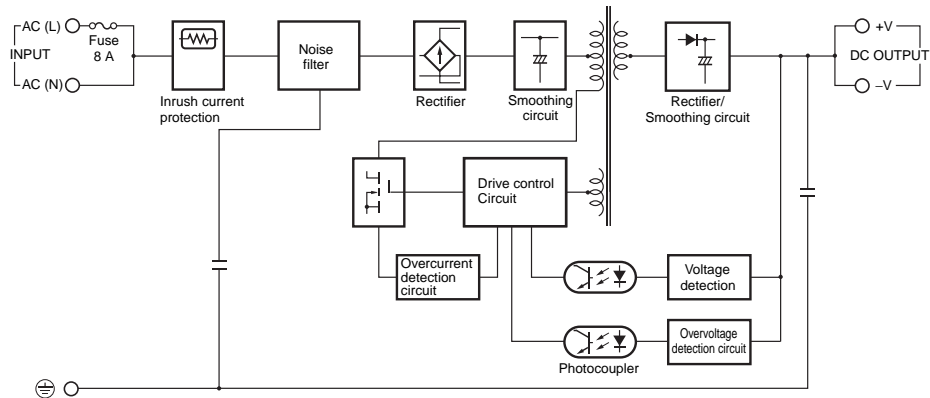 AC (L)
Fuse
8 A
INPUT
AC (N)
Inrush current
protection
Noise
filter
Rectifier
Smoothing
circuit
Rectifier/
Smoothing circuit
+V
DC OUTPUT
–V
Drive control
Circuit
Overcurrent
detection
circuit
Voltage
detection
Overvoltage
detection circuit
Photocoupler